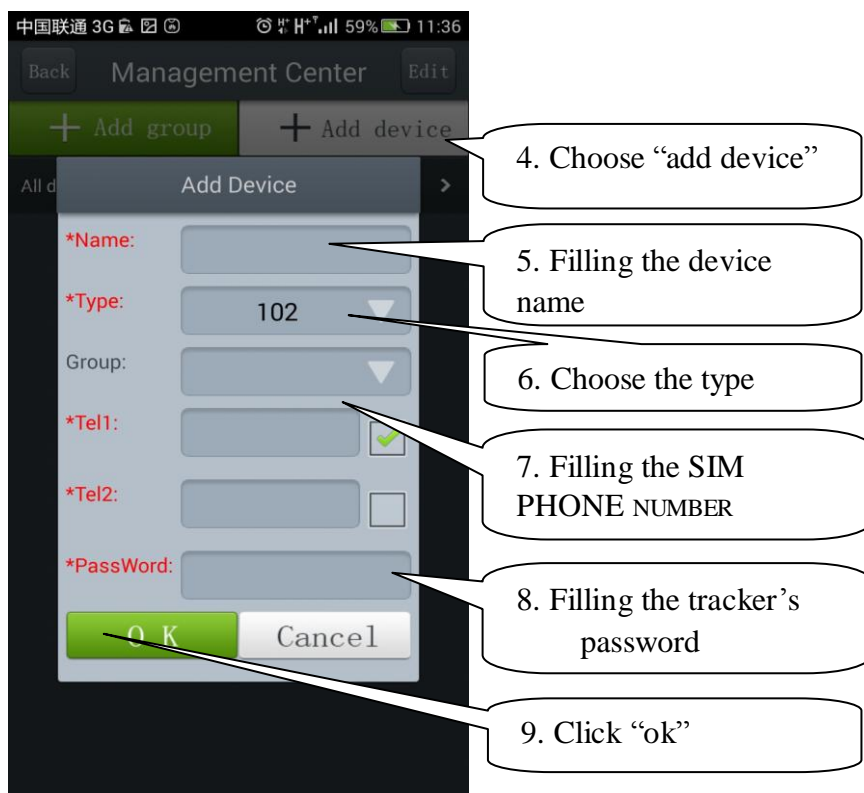 中国联通 3G 59% 11:36
Back Management Center Edit
+ Add group + Add device
All d
Add Device
*Name:
*Type: 102
Group:
*Tel1:
*Tel2:
*PassWord:
O K Cancel
4. Choose “add device”
5. Filling the device
name
6. Choose the type
7. Filling the SIM
PHONE NUMBER
8. Filling the tracker’s
password
9. Click “ok”